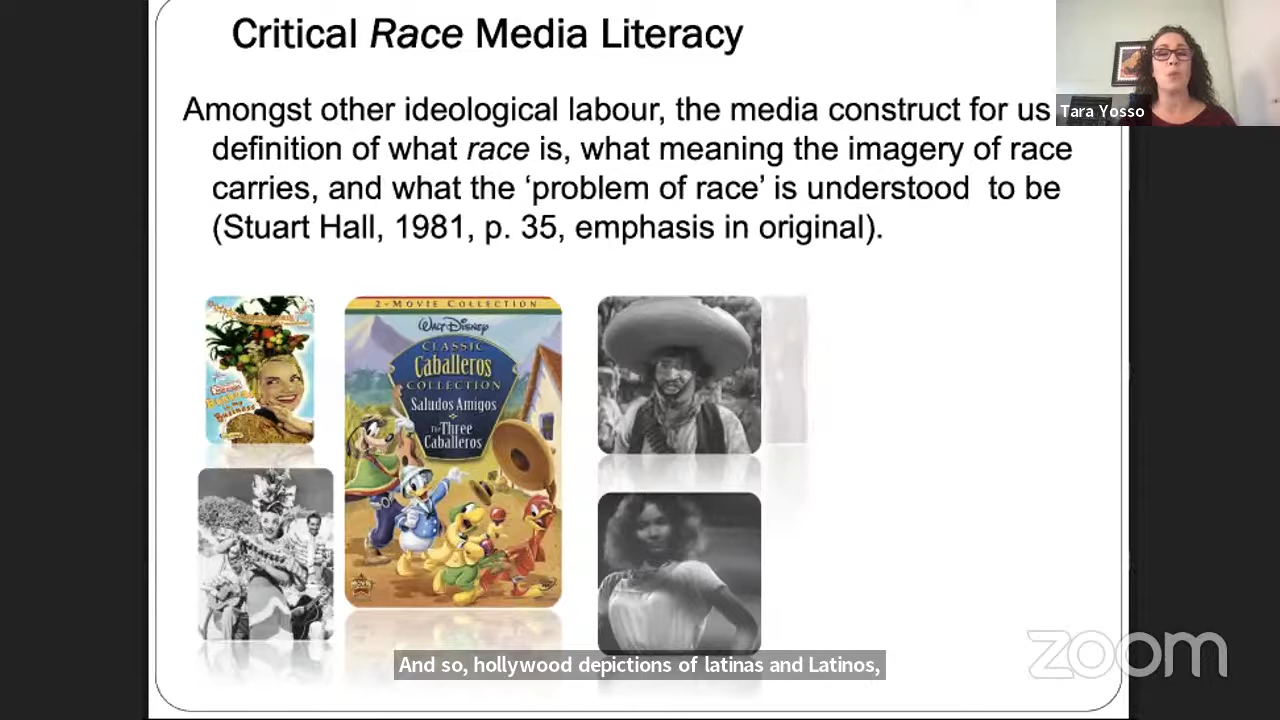 Critical Race Media Literacy
Amongst other ideological labour, the media construct for us
definition of what race is, what meaning the imagery of race
carries, and what the ‘problem of race’ is understood to be
(Stuart Hall, 1981, p. 35, emphasis in original).
Tara Yosso
2-MOVIE COLLECTION
WALT DISNEY
CLASSIC
Caballeros
COLLECTION
Saludos Amigos
The Three
Caballeros
Business
And so, hollywood depictions of latinas and Latinos,
zoom